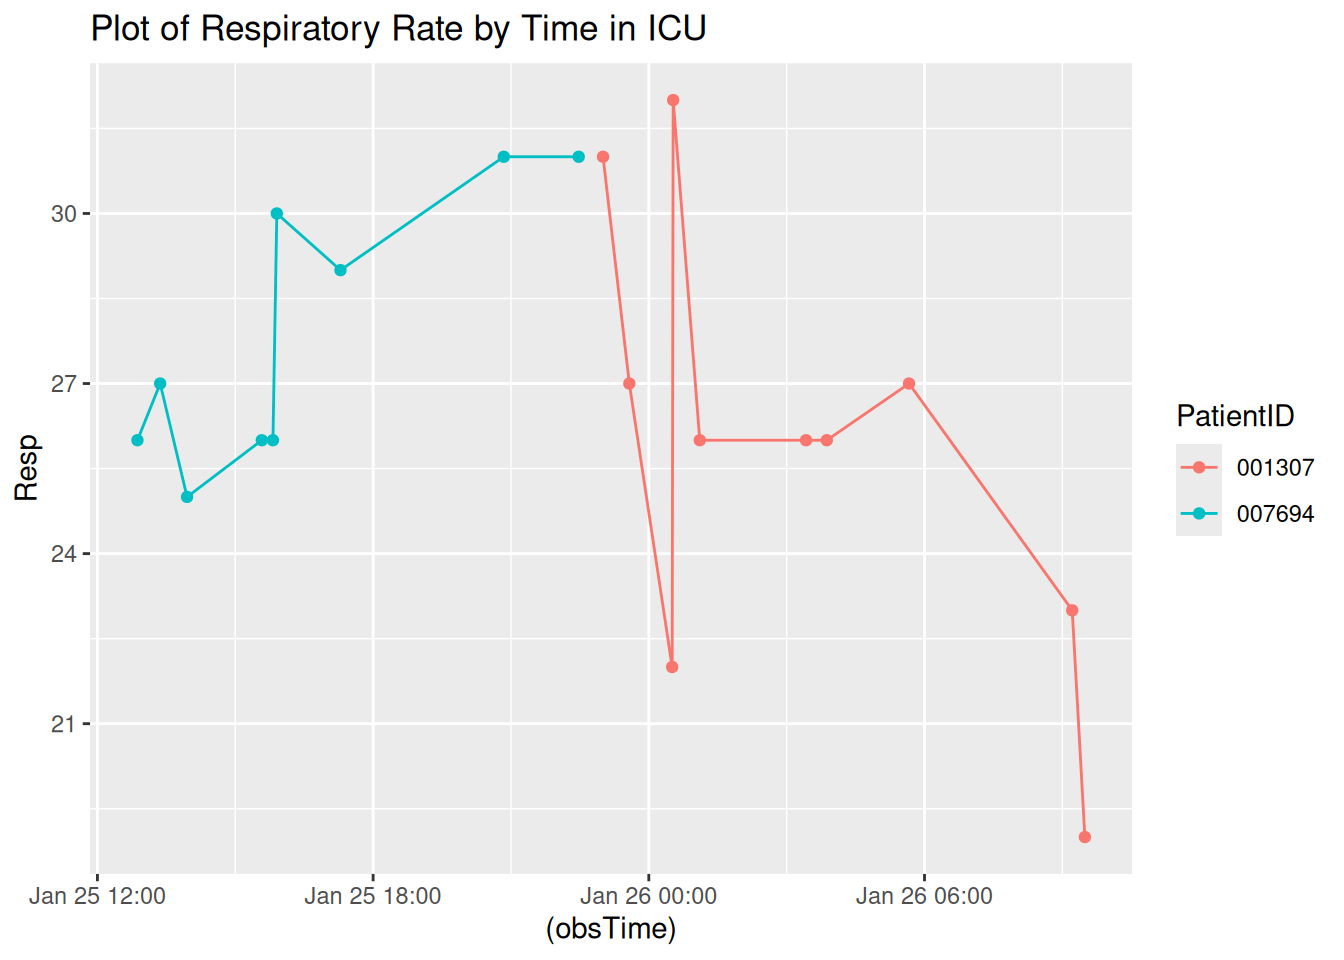 Plot of Respiratory Rate by Time in ICU
30
27
24
21
Resp
Jan 25 12:00
Jan 25 18:00
Jan 26 00:00
Jan 26 06:00
(obsTime)
PatientID
001307
007694